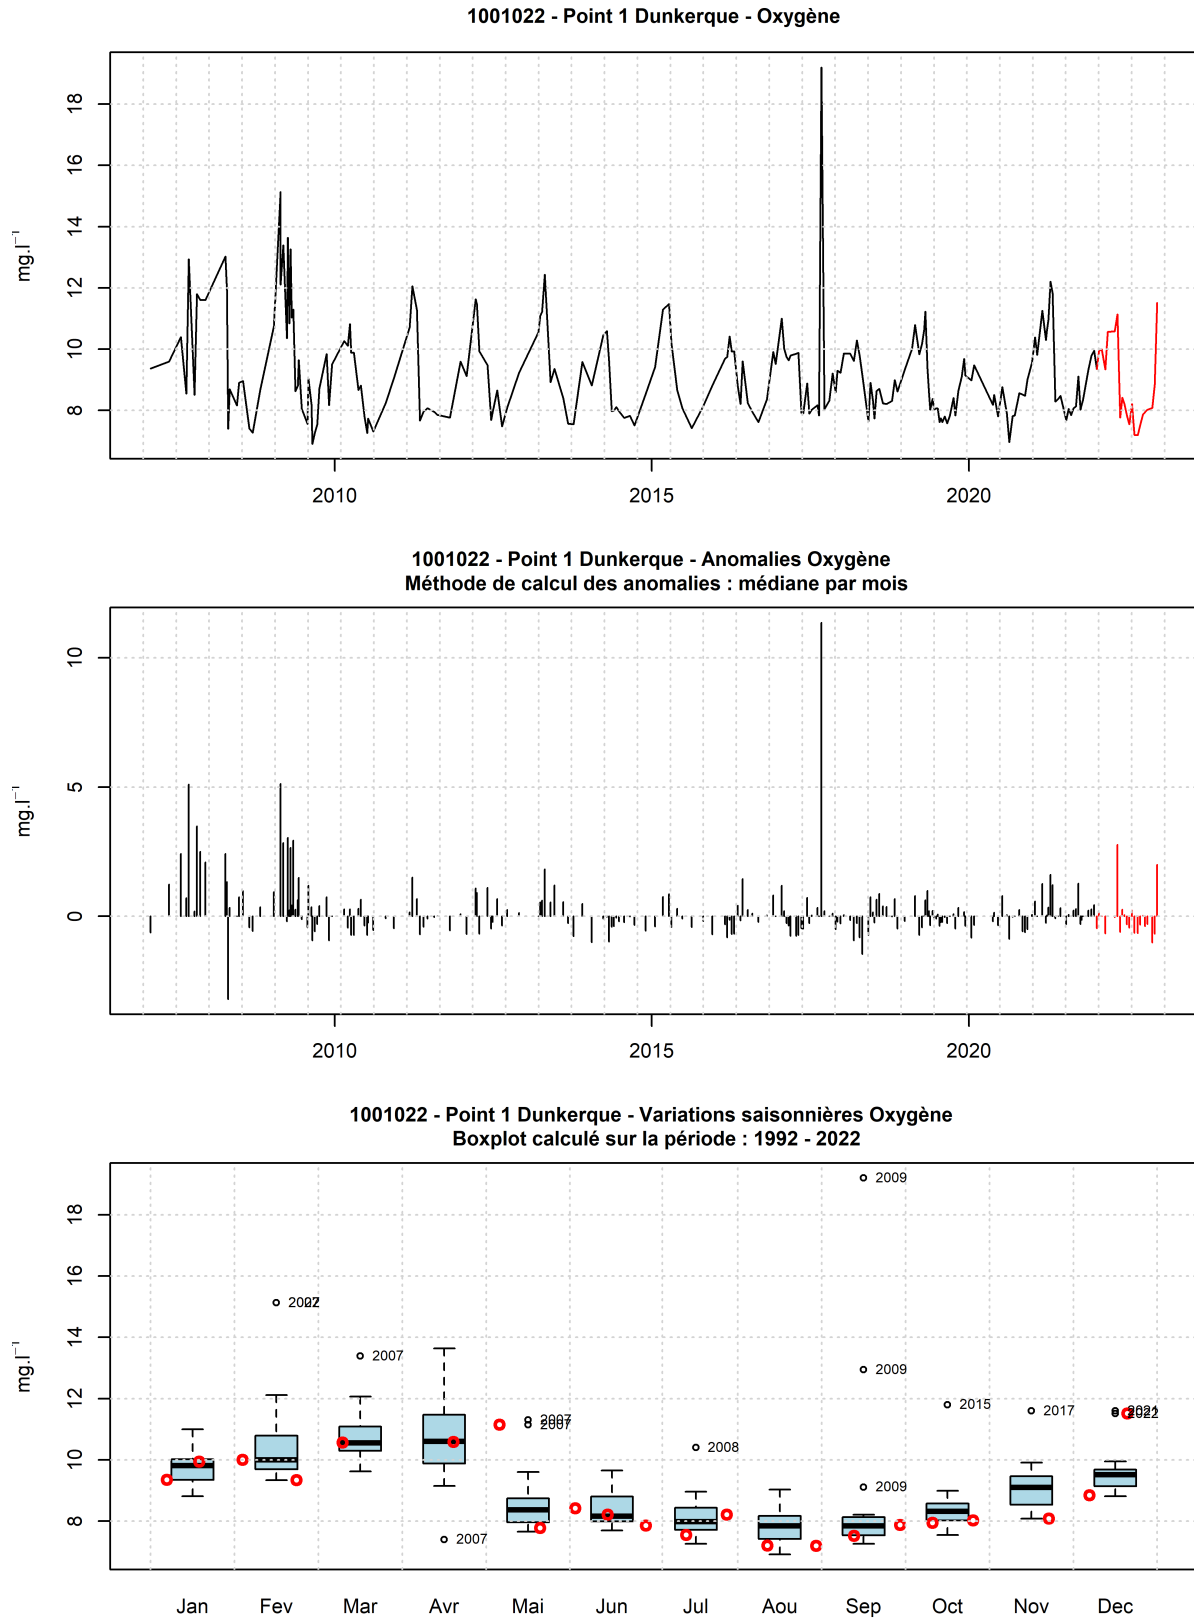 1001022 - Point 1 Dunkerque - Oxygène
18
16
14
12
10
8
mg.l⁻¹
2010 2015 2020
1001022 - Point 1 Dunkerque - Anomalies Oxygène
Méthode de calcul des anomalies : médiane par mois
10
5
0
mg.l⁻¹
2010 2015 2020
1001022 - Point 1 Dunkerque - Variations saisonnières Oxygène
Boxplot calculé sur la période : 1992 - 2022
18
16
14
12
10
8
mg.l⁻¹
2009
2007
2009
2015
2017
2022
2008
2009
2007
Jan Fev Mar Avr Mai Jun Jul Aou Sep Oct Nov Dec